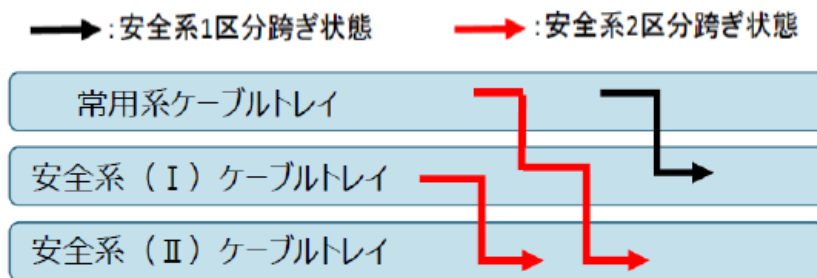 :安全系1区分跨ぎ状態 :安全系2区分跨ぎ状態
常用系ケーブルトレイ
安全系（Ⅰ）ケーブルトレイ
安全系（Ⅱ）ケーブルトレイ